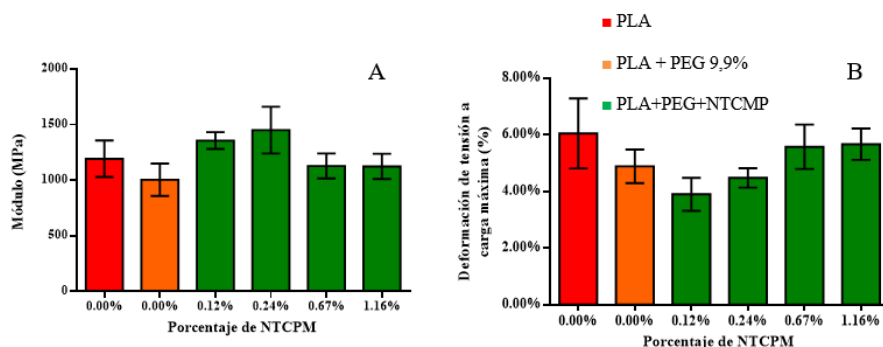 PLA
PLA + PEG 9,9%
PLA+PEG+NTCMP
A
Módulo (MPa)
2000
1500
1000
500
0
0.00% 0.00% 0.12% 0.24% 0.67% 1.16%
Porcentaje de NTCPM
B
Deformación de tensión a
carga máxima (%)
8.00%
6.00%
4.00%
2.00%
0.00%
0.00% 0.00% 0.12% 0.24% 0.67% 1.16%
Porcentaje de NTCPM